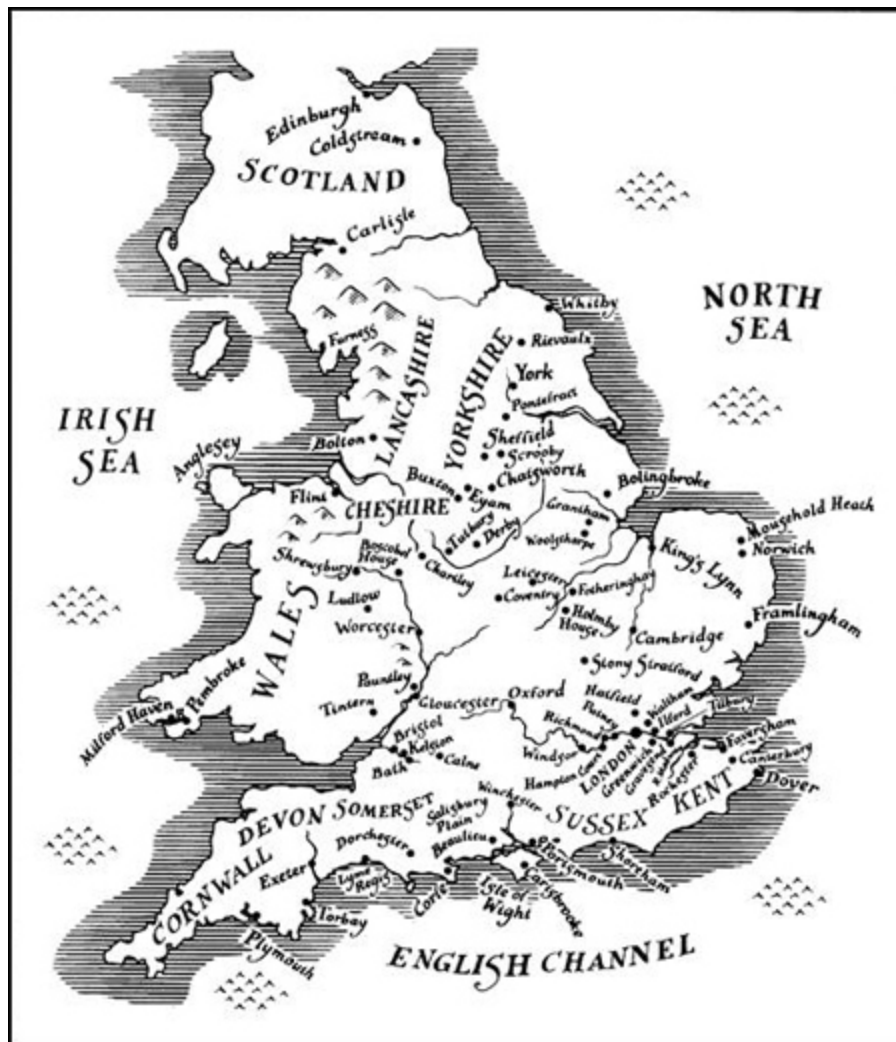 Edinburgh
Coldstream
SCOTLAND
Carlisle
NORTH
SEA
Whitby
Furness
Rievaulx
LANCASHIRE
YORKSHIRE
York
Pontefract
IRISH
SEA
Anglesey
Bolton
Sheffield
Scrooby
Chatsworth
Bolingbroke
Flint
CHESHIRE
Buxton
Eyam
Grantham
Mousehold Heath
Norwich
Tutbury
Derby
Woolsthorpe
King's Lynn
Shrewsbury
Boscobel
House
Chartley
Leicester
Fotheringhay
Coventry
Ludlow
Holmby
House
Framlingham
Worcester
Cambridge
WALES
Stony Stratford
Pembroke
Milford Haven
Pauntley
Tintern
Gloucester
Oxford
Hatfield
Waltham
Ilford
Tilbury
Putney
Richmond
Bristol
Kelston
Bath
Calne
Windsor
Hampton Court
LONDON
Greenwich
Gravesend
Rochester
Faversham
Canterbury
Dover
KENT
SUSSEX
Winchester
DEVON
SOMERSET
Salisbury
Plain
Dorchester
Beaulieu
Portsmouth
Shoreham
CORNWALL
Exeter
Lyme
Regis
Corfe
Isle of
Wight
Carisbrooke
Torbay
Plymouth
ENGLISH CHANNEL